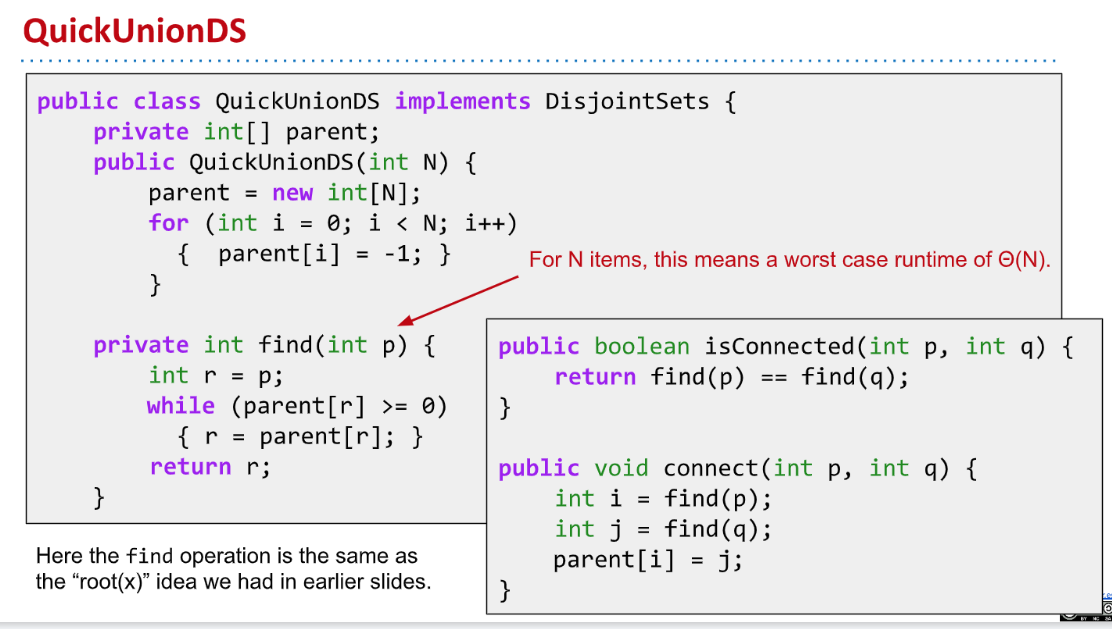 QuickUnionDS
public class QuickUnionDS implements DisjointSets {
    private int[] parent;
    public QuickUnionDS(int N) {
        parent = new int[N];
        for (int i = 0; i < N; i++)
          {  parent[i] = -1; }
        }
For N items, this means a worst case runtime of Θ(N).
    private int find(int p) {
        int r = p;
        while (parent[r] >= 0)
          { r = parent[r]; }
        return r;
    }
public boolean isConnected(int p, int q) {
    return find(p) == find(q);
}
public void connect(int p, int q) {
    int i = find(p);
    int j = find(q);
    parent[i] = j;
}
Here the find operation is the same as
the “root(x)” idea we had in earlier slides.
BY NC SA